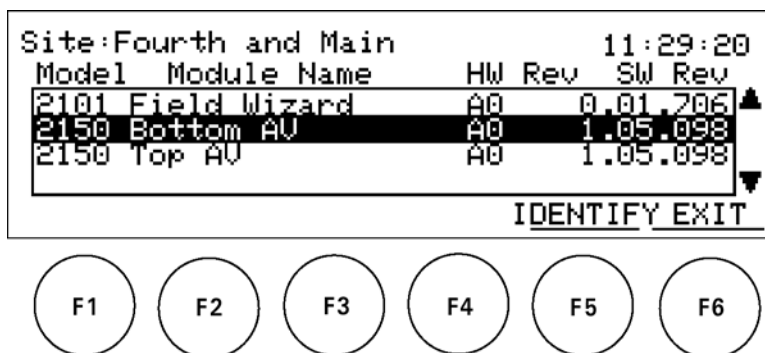 Site:Fourth and Main 11:29:20
Model Module Name HW Rev SW Rev
2101 Field Wizard A0 0.01.706
2150 Bottom AV A0 1.05.098
2150 Top AV A0 1.05.098
IDENTIFY EXIT
F1 F2 F3 F4 F5 F6